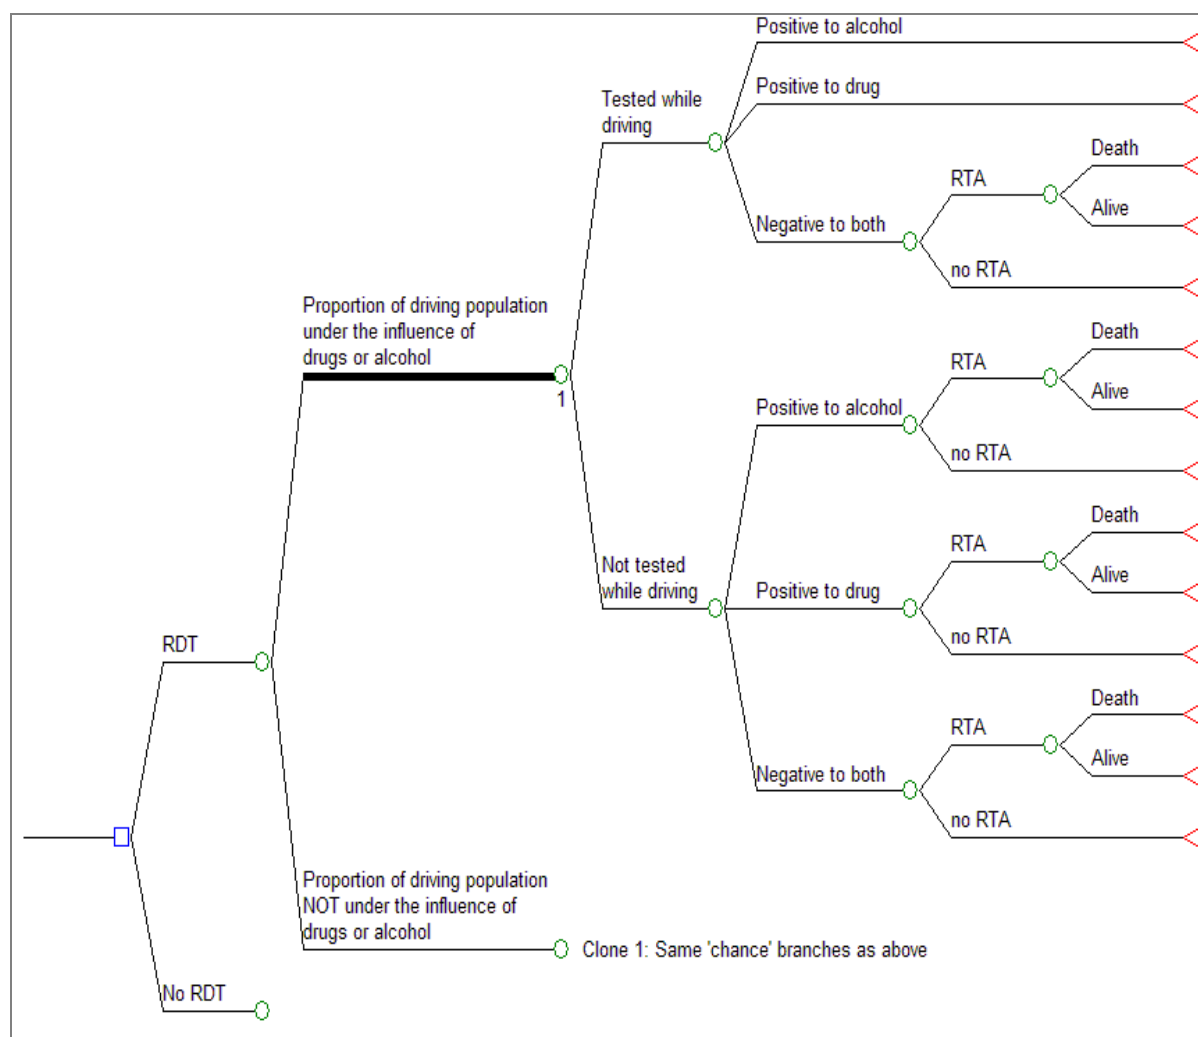 Positive to alcohol
Positive to drug
Tested while
driving
Death
RTA
Alive
Negative to both
no RTA
Proportion of driving population
under the influence of
drugs or alcohol
1
Death
RTA
Alive
Positive to alcohol
no RTA
Death
RTA
Alive
Not tested
while driving
Positive to drug
no RTA
RDT
Death
RTA
Alive
Negative to both
no RTA
Proportion of driving population
NOT under the influence of
drugs or alcohol
Clone 1: Same 'chance' branches as above
No RDT